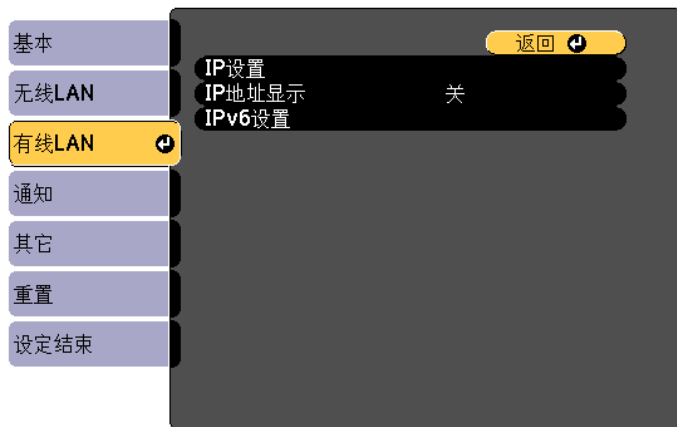 基本
无线LAN
有线LAN
通知
其它
重置
设定结束
返回
IP设置
IP地址显示 关
IPv6设置